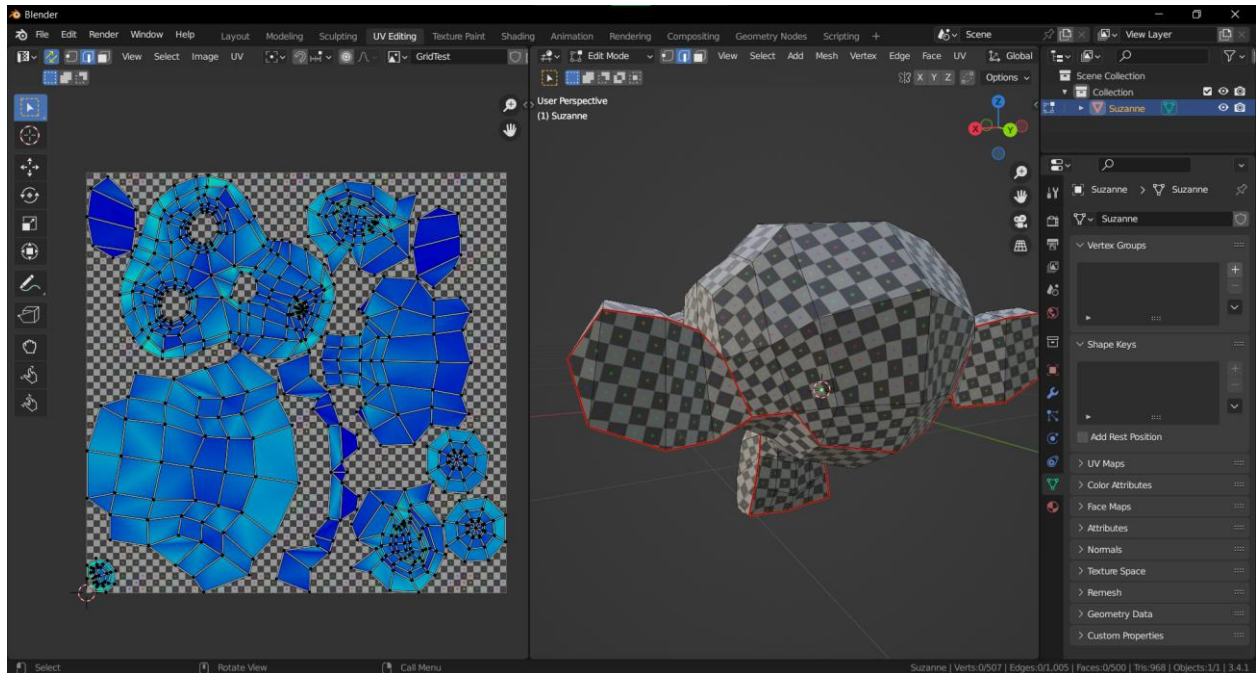 Blender
File Edit Render Window Help Layout Modeling Sculpting UV Editing Texture Paint Shading Animation Rendering Compositing Geometry Nodes Scripting + Scene View Layer
View Select Image UV GridTest Edit Mode View Select Add Mesh Vertex Edge Face UV Global
X Y Z Options
User Perspective
(1) Suzanne
Scene Collection
Collection
Suzanne
Z
X Y
Suzanne > Suzanne
Suzanne
Vertex Groups
Shape Keys
Add Rest Position
UV Maps
Color Attributes
Face Maps
Attributes
Normals
Texture Space
Remesh
Geometry Data
Custom Properties
Select Rotate View Call Menu Suzanne | Verts:0/507 | Edges:0/1,005 | Faces:0/500 | Tris:968 | Objects:1/1 | 3.4.1